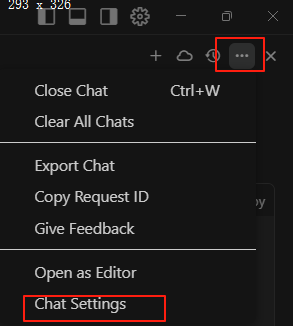 293 x 326
Close Chat Ctrl+W
Clear All Chats
Export Chat
Copy Request ID
Give Feedback
Open as Editor
Chat Settings